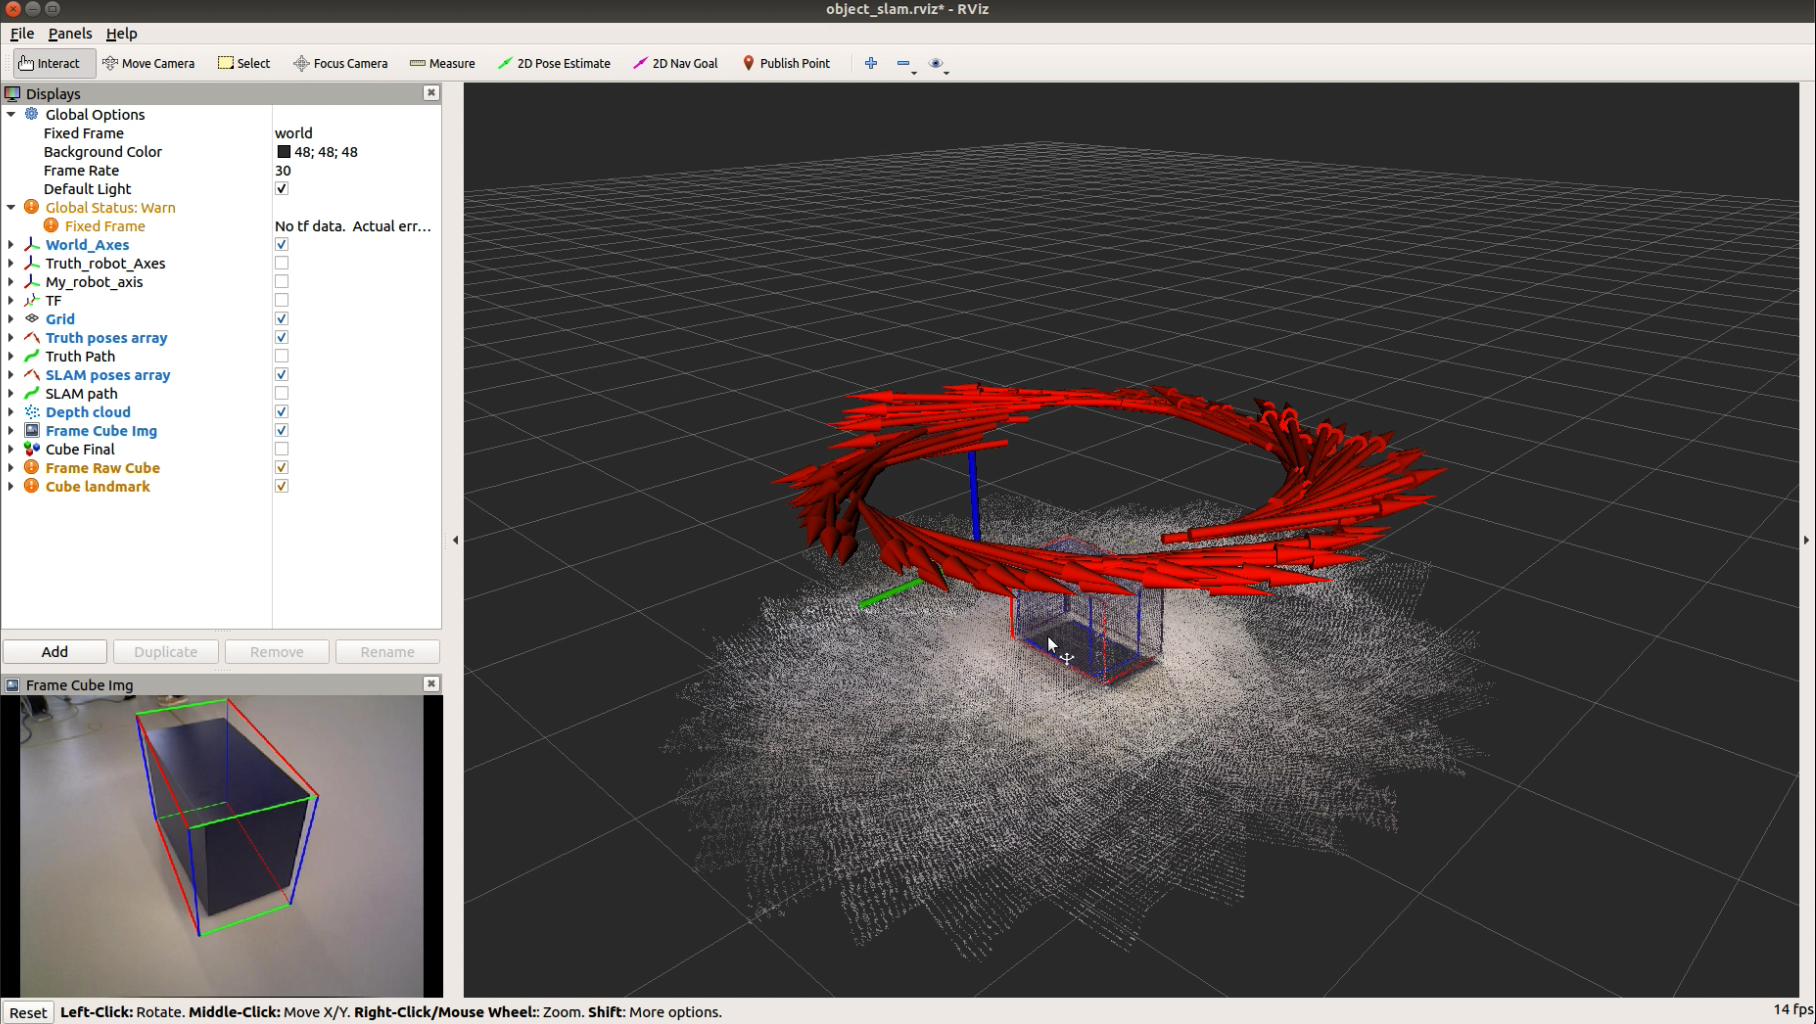 object_slam.rviz* - RViz
File Panels Help
Interact Move Camera Select Focus Camera Measure 2D Pose Estimate 2D Nav Goal Publish Point
Displays
Global Options
Fixed Frame world
Background Color 48; 48; 48
Frame Rate 30
Default Light
Global Status: Warn
Fixed Frame No tf data. Actual err...
World_Axes
Truth_robot_Axes
My_robot_axis
TF
Grid
Truth poses array
Truth Path
SLAM poses array
SLAM path
Depth cloud
Frame Cube Img
Cube Final
Frame Raw Cube
Cube landmark
Add Duplicate Remove Rename
Frame Cube Img
Reset Left-Click: Rotate. Middle-Click: Move X/Y. Right-Click/Mouse Wheel:: Zoom. Shift: More options. 14 fps